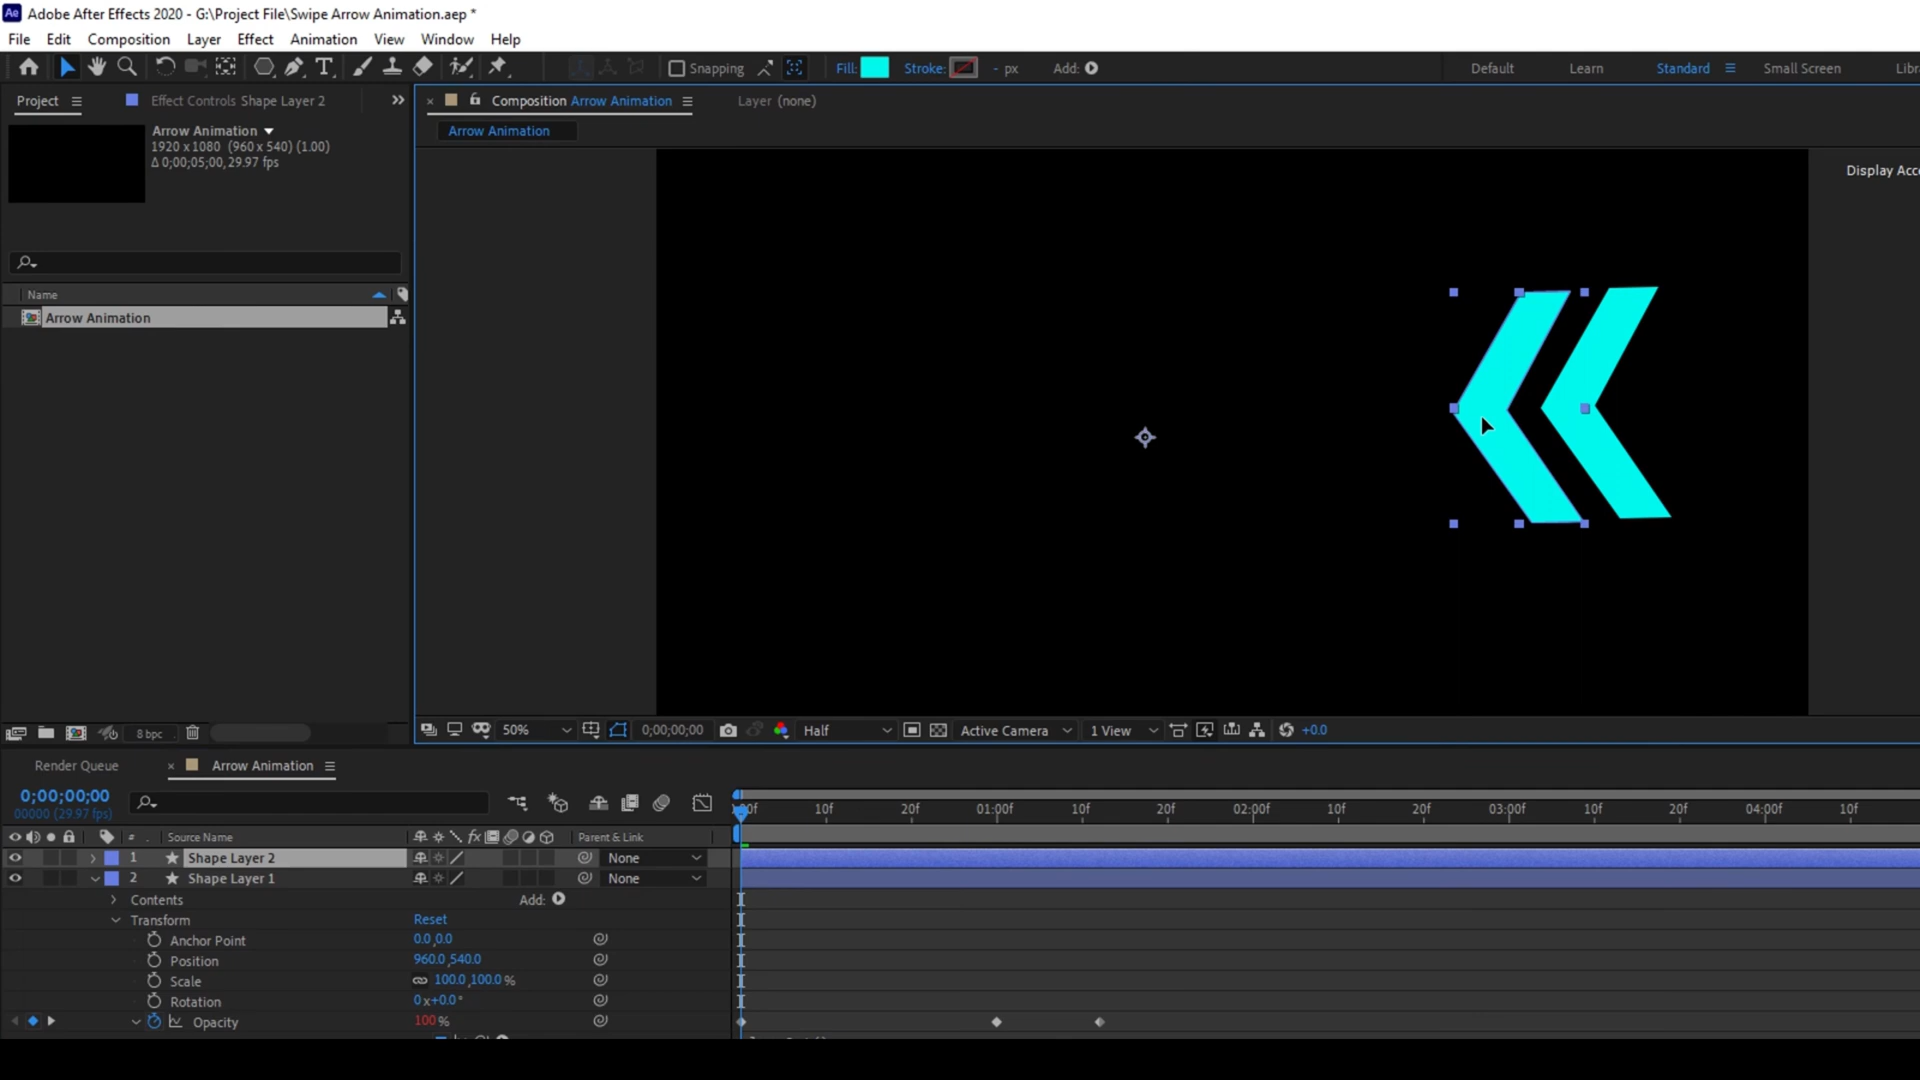 Adobe After Effects 2020 - G:\Project File\Swipe Arrow Animation.aep *
File Edit Composition Layer Effect Animation View Window Help
Snapping Fill: Stroke: - px Add: Default Learn Standard Small Screen Libr
Project Effect Controls Shape Layer 2 Composition Arrow Animation Layer (none)
Arrow Animation
Arrow Animation
1920 x 1080 (960 x 540) (1.00)
Δ 0;00;05;00, 29.97 fps
Display Acce
Name
Arrow Animation
8 bpc 50% 0;00;00;00 Half Active Camera 1 View +0.0
Render Queue Arrow Animation
0;00;00;00
00000 (29.97 fps)
10f 20f 01:00f 10f 20f 02:00f 10f 20f 03:00f 10f 20f 04:00f 10f
# Source Name Parent & Link
1 Shape Layer 2 None
2 Shape Layer 1 None
Contents Add:
Transform Reset
Anchor Point 0.0,0.0
Position 960.0,540.0
Scale 100.0,100.0 %
Rotation 0x+0.0°
Opacity 100 %